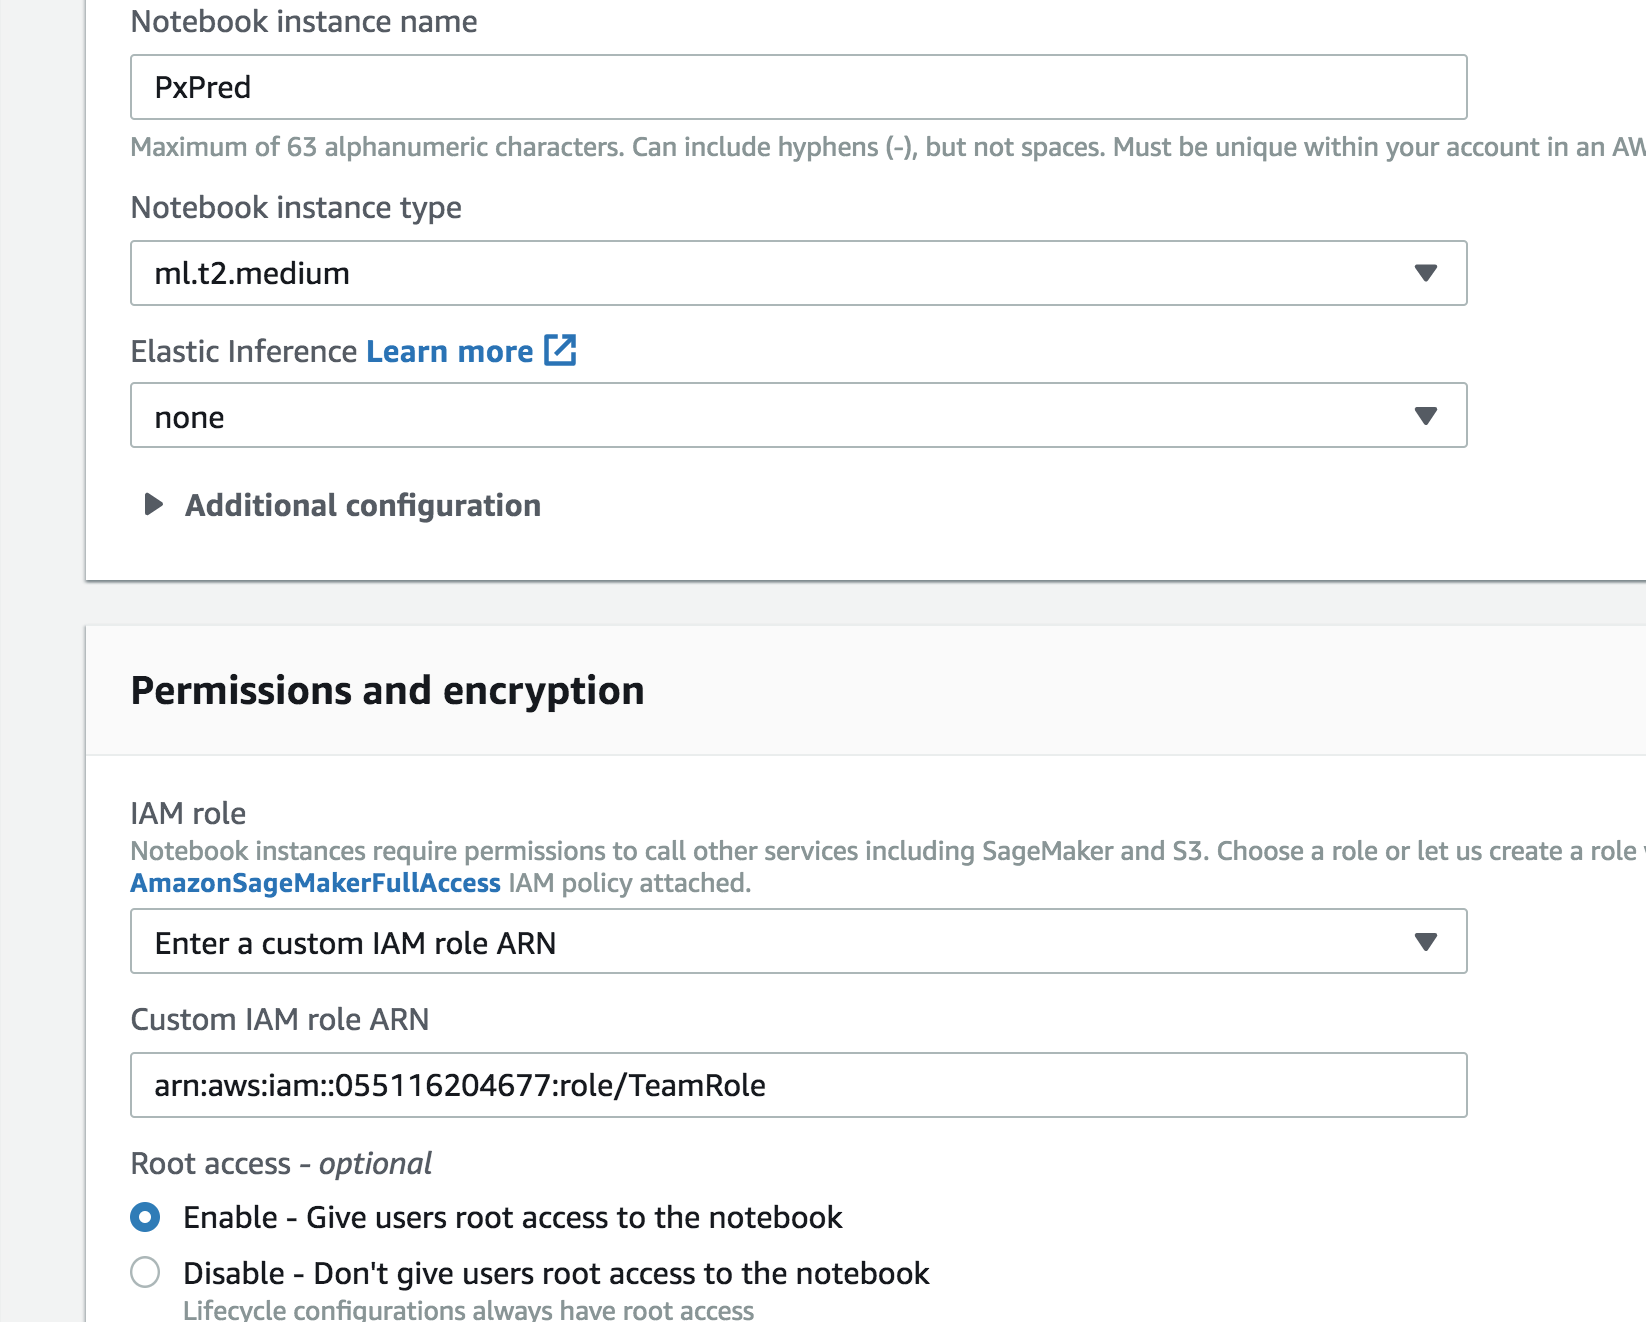 Notebook instance name
PxPred
Maximum of 63 alphanumeric characters. Can include hyphens (-), but not spaces. Must be unique within your account in an AW
Notebook instance type
ml.t2.medium
Elastic Inference Learn more
none
Additional configuration
Permissions and encryption
IAM role
Notebook instances require permissions to call other services including SageMaker and S3. Choose a role or let us create a role
AmazonSageMakerFullAccess IAM policy attached.
Enter a custom IAM role ARN
Custom IAM role ARN
arn:aws:iam::055116204677:role/TeamRole
Root access - optional
Enable - Give users root access to the notebook
Disable - Don't give users root access to the notebook
Lifecycle configurations always have root access